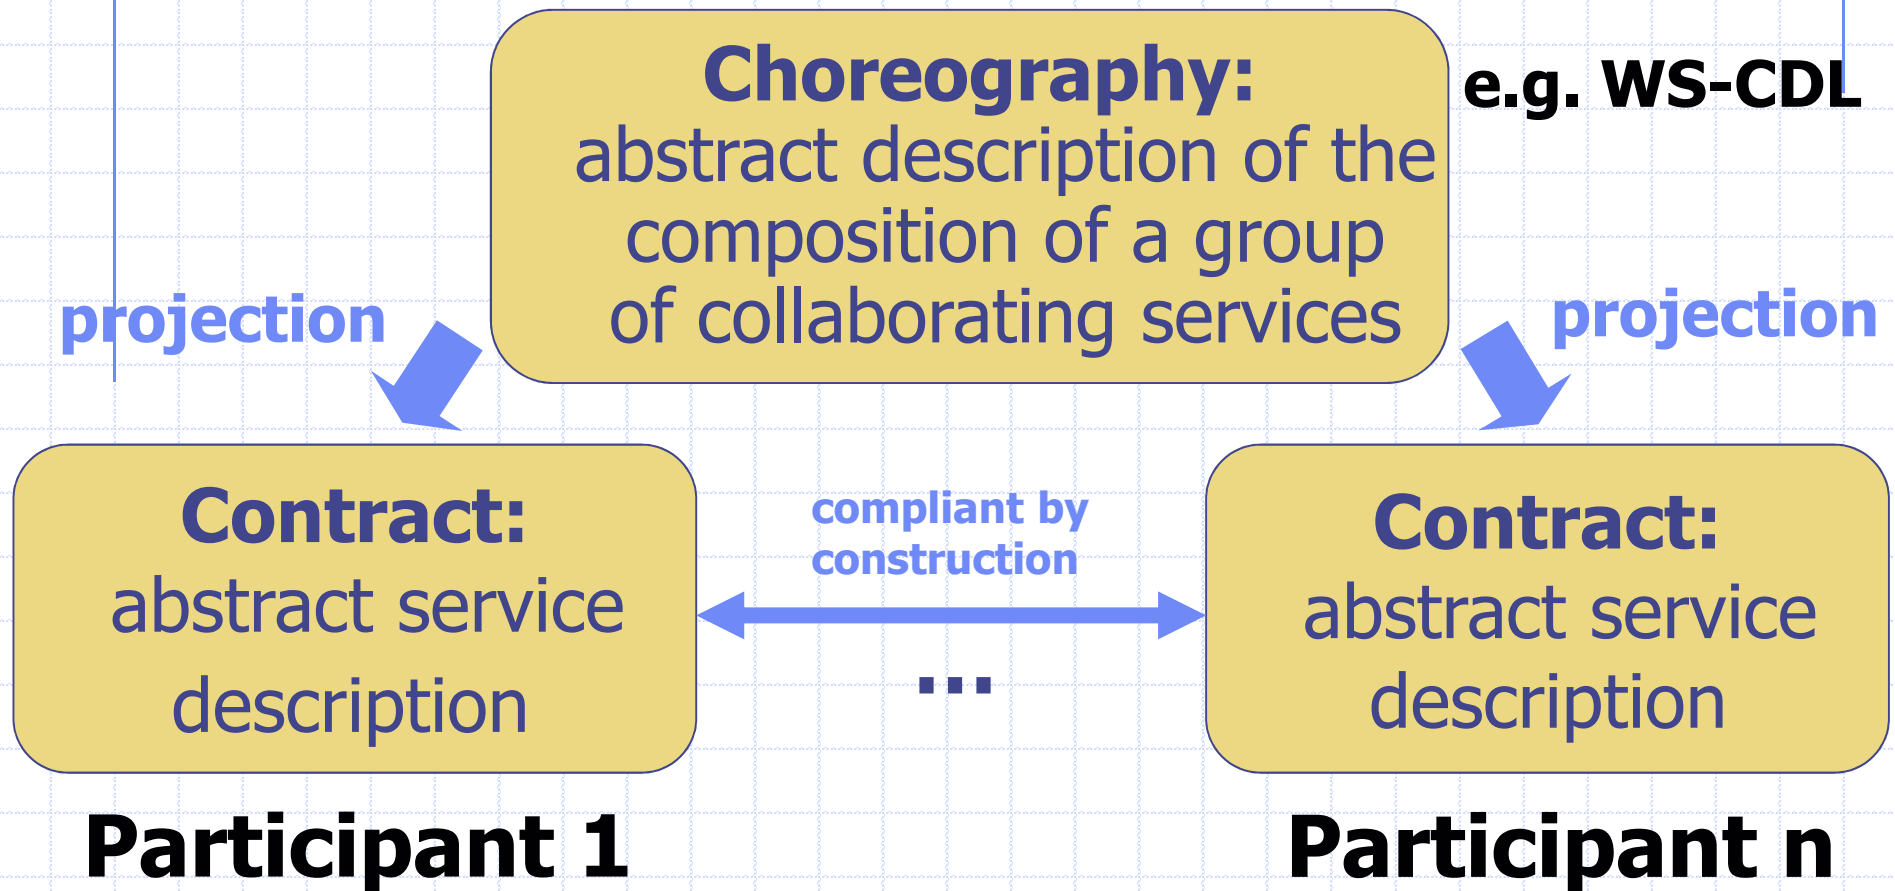 Choreography:
abstract description of the
composition of a group
of collaborating services
e.g. WS-CDL
projection
projection
Contract:
abstract service
description
compliant by
construction
...
Contract:
abstract service
description
Participant 1
Participant n